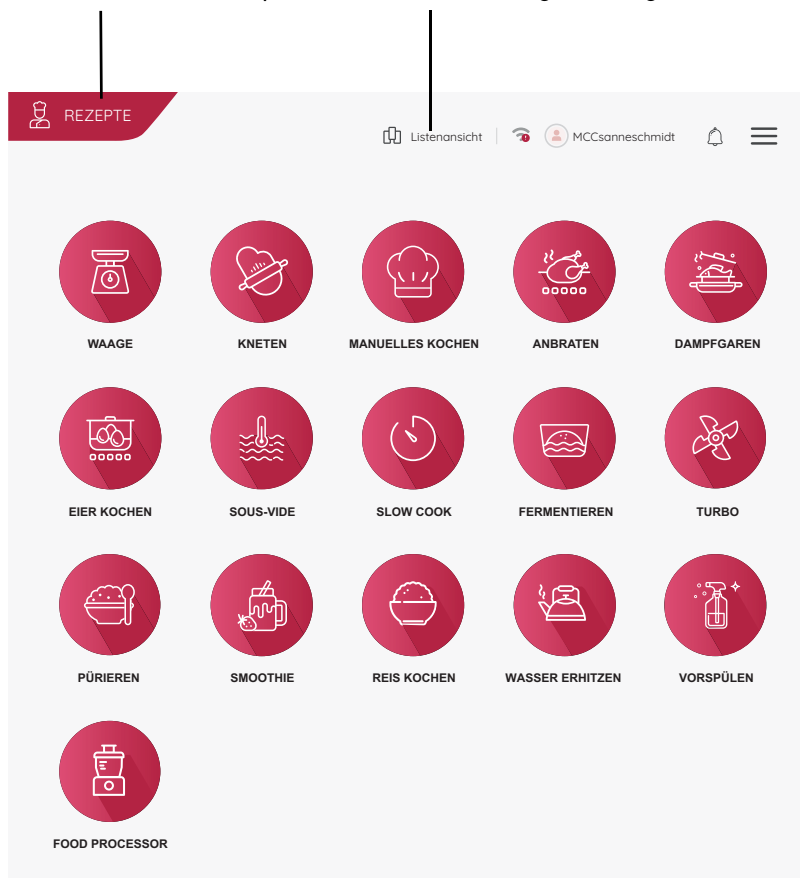 REZEPTE
Listenansicht MCCsanneschmidt
WAAGE KNETEN MANUELLES KOCHEN ANBRATEN DAMPFGAREN
EIER KOCHEN SOUS-VIDE SLOW COOK FERMENTIEREN TURBO
PÜRIEREN SMOOTHIE REIS KOCHEN WASSER ERHITZEN VORSPÜLEN
FOOD PROCESSOR